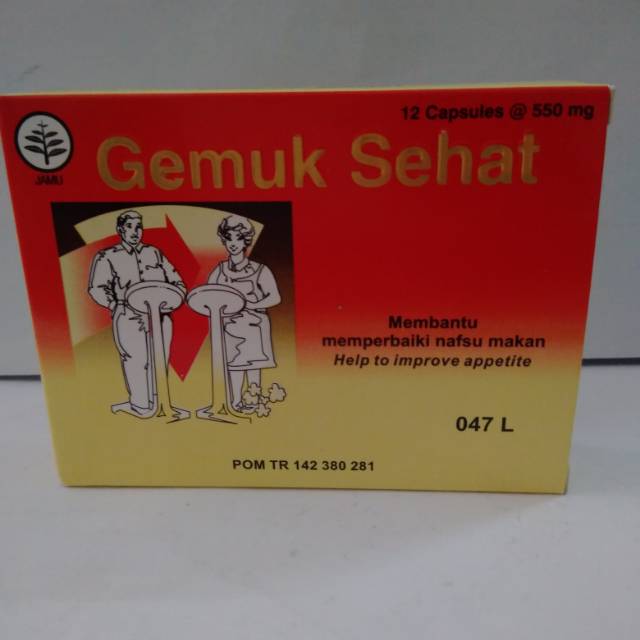 12 Capsules @ 550 mg
JAMU
Gemuk Sehat
Membantu
memperbaiki nafsu makan
Help to improve appetite
047 L
POM TR 142 380 281